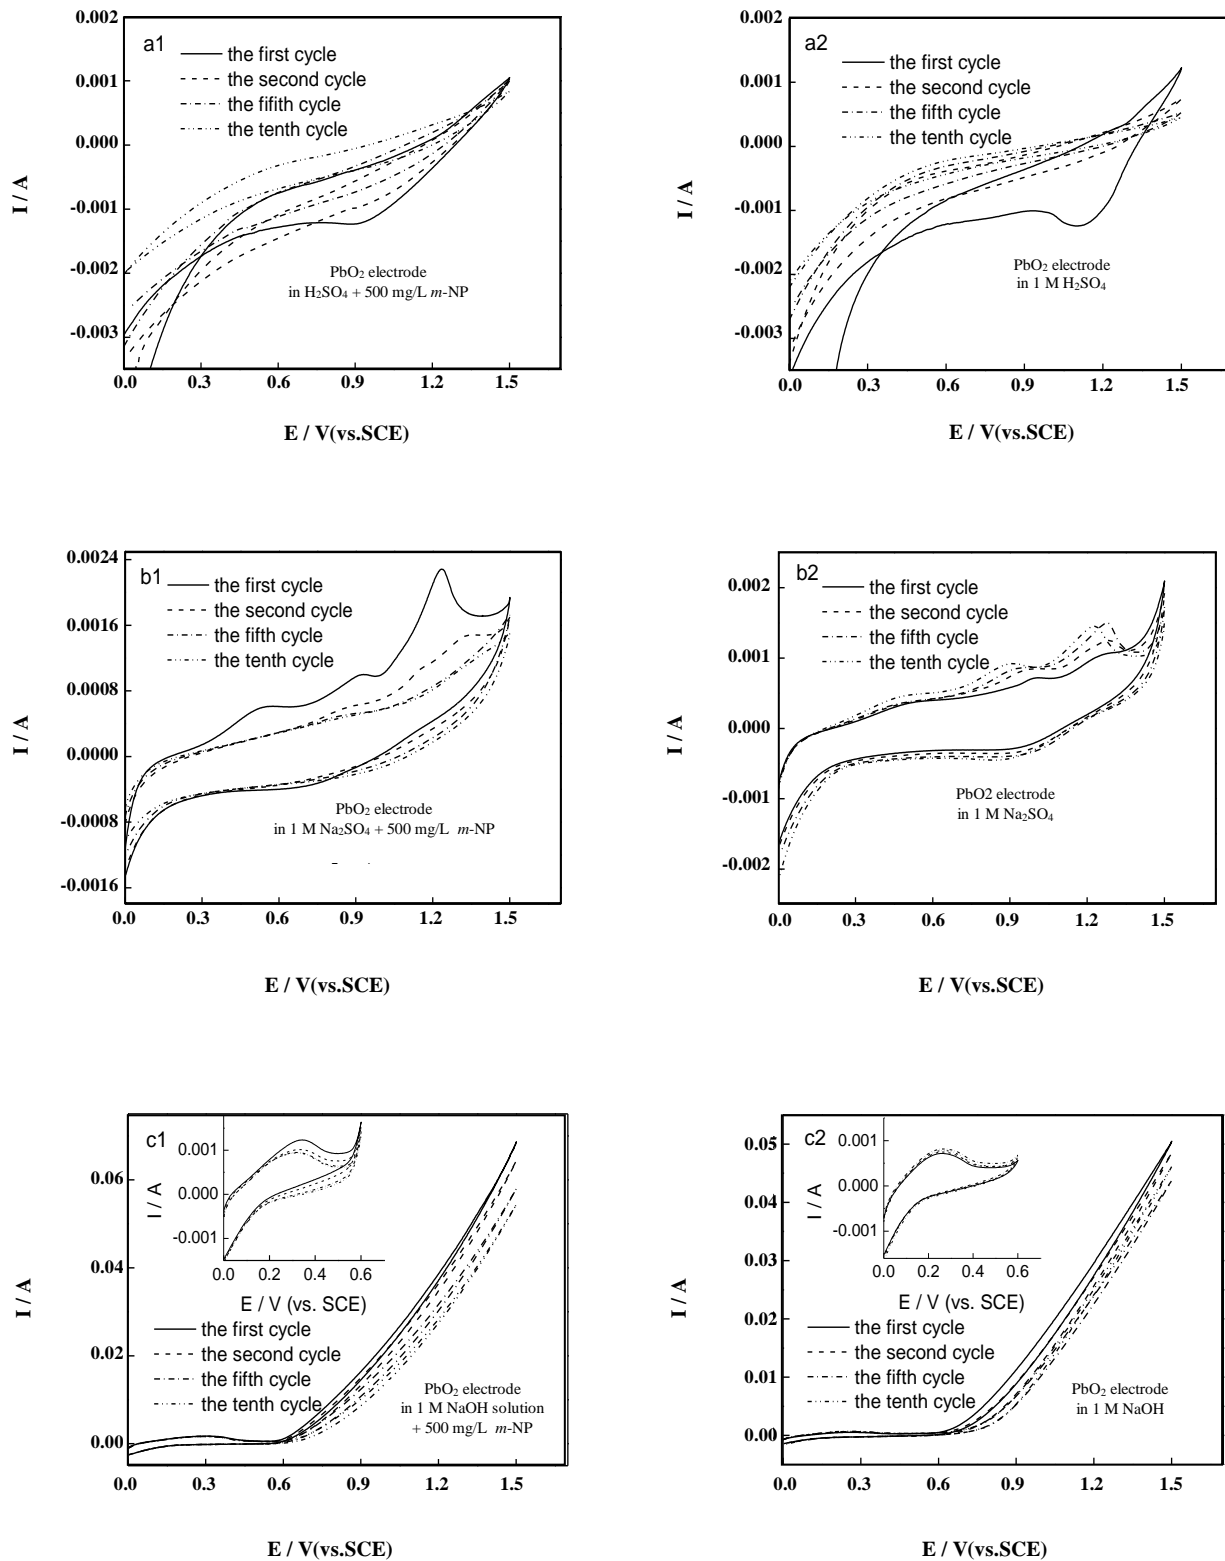 a1
the first cycle
the second cycle
the fifth cycle
the tenth cycle
0.002
0.001
0.000
-0.001
-0.002
-0.003
I / A
PbO₂ electrode
in H₂SO₄ + 500 mg/L m-NP
0.0 0.3 0.6 0.9 1.2 1.5
E / V(vs.SCE)
a2
the first cycle
the second cycle
the fifth cycle
the tenth cycle
0.002
0.001
0.000
-0.001
-0.002
-0.003
I / A
PbO₂ electrode
in 1 M H₂SO₄
0.0 0.3 0.6 0.9 1.2 1.5
E / V(vs.SCE)
b1
the first cycle
the second cycle
the fifth cycle
the tenth cycle
0.0024
0.0016
0.0008
0.0000
-0.0008
-0.0016
I / A
PbO₂ electrode
in 1 M Na₂SO₄ + 500 mg/L m-NP
0.0 0.3 0.6 0.9 1.2 1.5
E / V(vs.SCE)
b2
the first cycle
the second cycle
the fifth cycle
the tenth cycle
0.002
0.001
0.000
-0.001
-0.002
I / A
PbO2 electrode
in 1 M Na₂SO₄
0.0 0.3 0.6 0.9 1.2 1.5
E / V(vs.SCE)
c1
0.001
0.000
-0.001
I / A
0.0 0.2 0.4 0.6
E / V (vs. SCE)
the first cycle
the second cycle
the fifth cycle
the tenth cycle
0.06
0.04
0.02
0.00
I / A
PbO₂ electrode
in 1 M NaOH solution
+ 500 mg/L m-NP
0.0 0.3 0.6 0.9 1.2 1.5
E / V(vs.SCE)
c2
0.001
0.000
-0.001
I / A
0.0 0.2 0.4 0.6
E / V (vs. SCE)
the first cycle
the second cycle
the fifth cycle
the tenth cycle
0.05
0.04
0.03
0.02
0.01
0.00
I / A
PbO₂ electrode
in 1 M NaOH
0.0 0.3 0.6 0.9 1.2 1.5
E / V(vs.SCE)